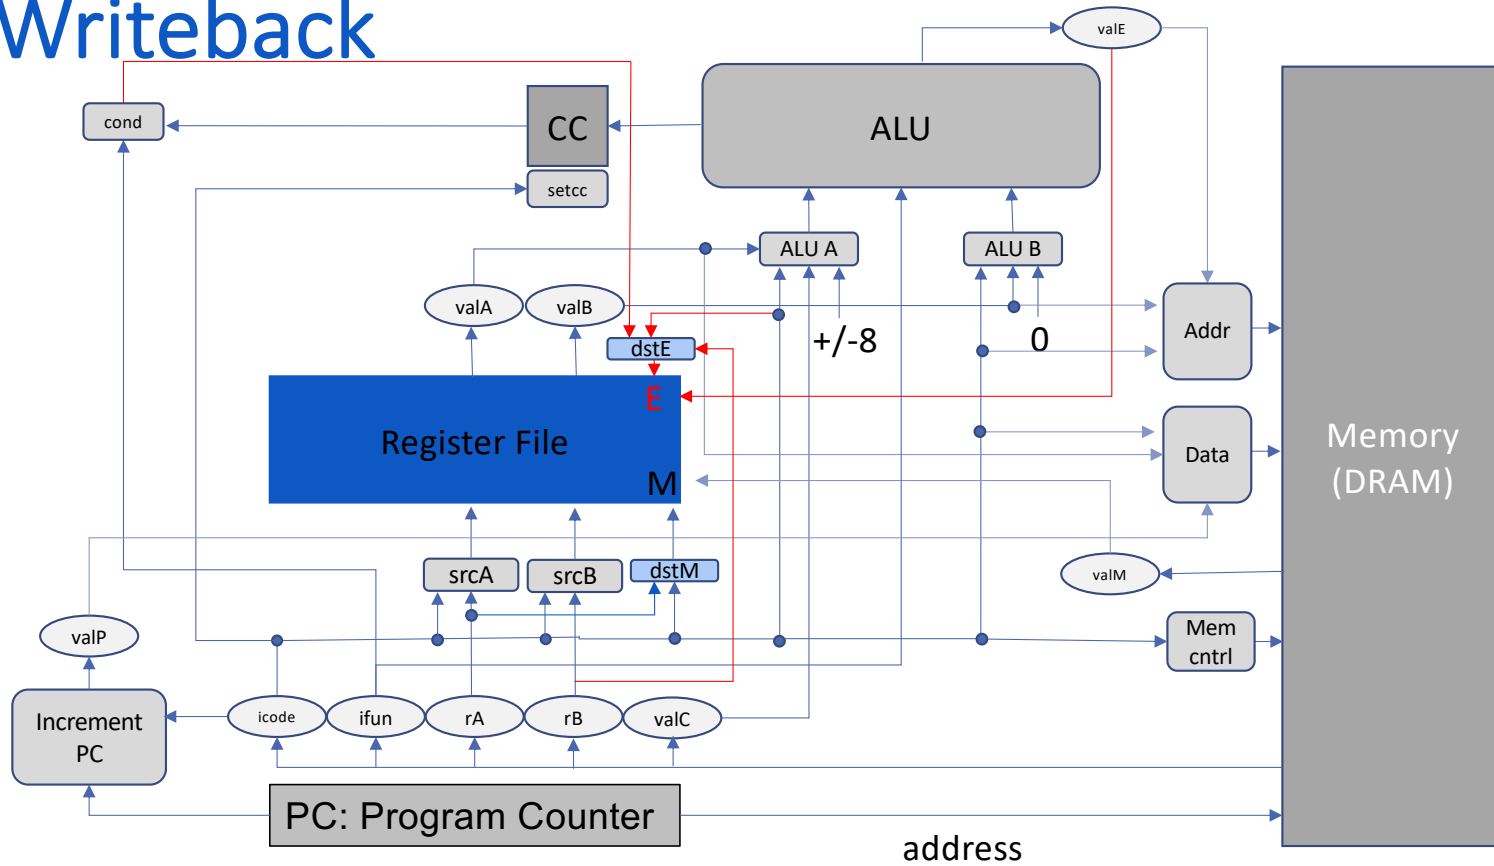 Writeback
valE
cond
CC
ALU
setcc
ALU A
ALU B
valA
valB
+/-8
0
dstE
Addr
E
Register File
M
Data
Memory
(DRAM)
srcA
srcB
dstM
valM
valP
Mem
cntrl
Increment
PC
icode
ifun
rA
rB
valC
PC: Program Counter
address